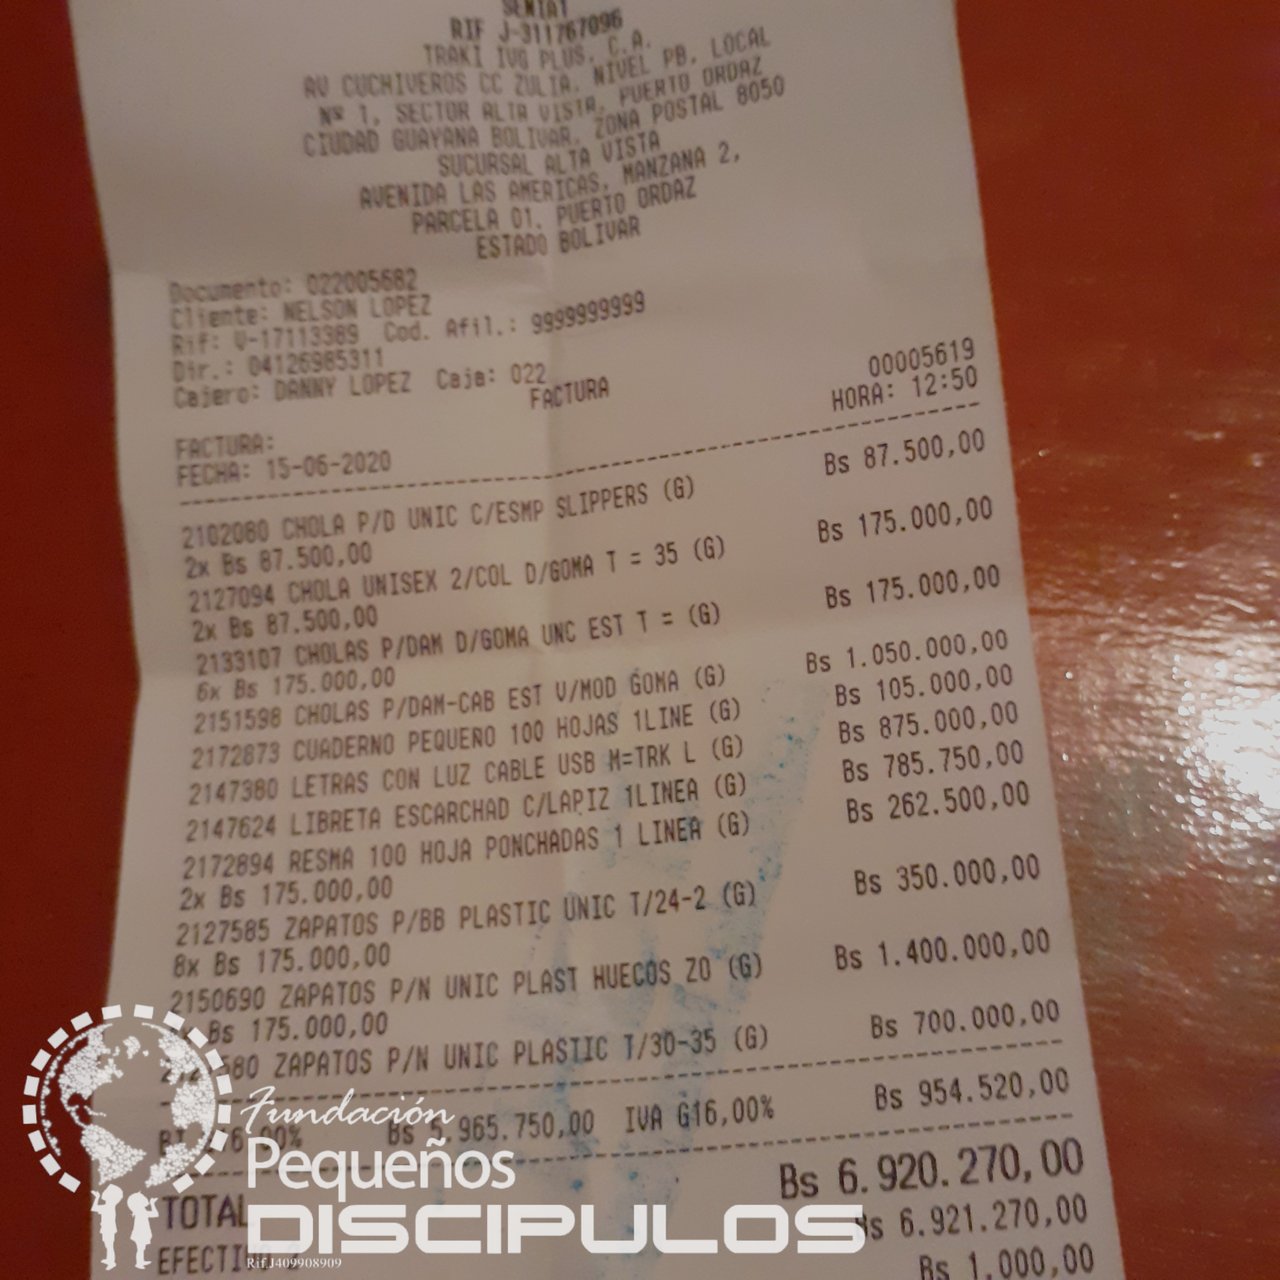 SENIAT
RIF J-311767096
TRAKI IVO PLUS, C.A.
AV CUCHIVEROS CC ZULIA, NIVEL PB, LOCAL
Nº 1, SECTOR ALTA VISTA, PUERTO ORDAZ
CIUDAD GUAYANA BOLIVAR, ZONA POSTAL 8050
SUCURSAL ALTA VISTA
AVENIDA LAS AMERICAS, MANZANA 2,
PARCELA 01, PUERTO ORDAZ
ESTADO BOLIVAR
Documento: 022005682
Cliente: NELSON LOPEZ
Rif: V-17113389 Cod. Afil.: 9999999999
Dir.: 04126985311
Cajero: DANNY LOPEZ Caja: 022
FACTURA
FACTURA: 00005619
FECHA: 15-06-2020 HORA: 12:50
2102080 CHOLA P/D UNIC C/ESMP SLIPPERS (G) Bs 87.500,00
2x Bs 87.500,00
2127094 CHOLA UNISEX 2/COL D/GOMA T = 35 (G) Bs 175.000,00
2x Bs 87.500,00
2133107 CHOLAS P/DAM D/GOMA UNC EST T = (G) Bs 175.000,00
6x Bs 175.000,00
2151598 CHOLAS P/DAM-CAB EST V/MOD GOMA (G) Bs 1.050.000,00
2172873 CUADERNO PEQUEÑO 100 HOJAS 1LINE (G) Bs 105.000,00
2147380 LETRAS CON LUZ CABLE USB M=TRK L (G) Bs 875.000,00
2147624 LIBRETA ESCARCHAD C/LAPIZ 1LINEA (G) Bs 785.750,00
2172894 RESMA 100 HOJA PONCHADAS 1 LINEA (G) Bs 262.500,00
2x Bs 175.000,00
2127585 ZAPATOS P/BB PLASTIC UNIC T/24-2 (G) Bs 350.000,00
8x Bs 175.000,00
2150690 ZAPATOS P/N UNIC PLAST HUECOS ZO (G) Bs 1.400.000,00
Bs 175.000,00
ZAPATOS P/N UNIC PLASTIC T/30-35 (G) Bs 700.000,00
Bs 5.965.750,00 IVA G16,00% Bs 954.520,00
TOTAL Bs 6.920.270,00
Bs 6.921.270,00
Bs 1.000,00
Fundación
Pequeños
DISCIPULOS
Rif.J409908909